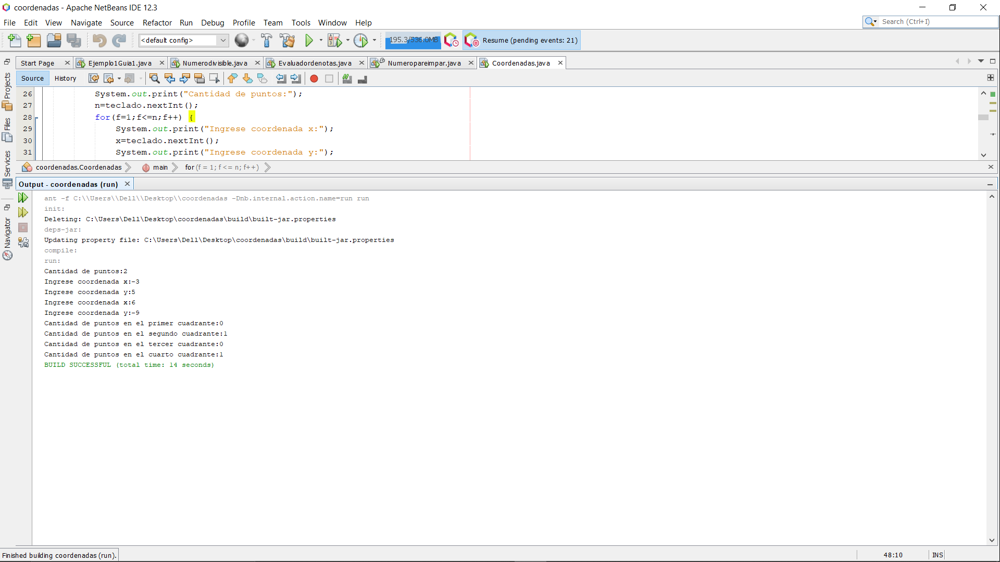 coordenadas - Apache NetBeans IDE 12.3
File Edit View Navigate Source Refactor Run Debug Profile Team Tools Window Help
Search (Ctrl+I)
<default config>
195.3/536.0MB
Resume (pending events: 21)
Start Page
Ejemplo1Guia1.java
Numerodivisible.java
Evaluadordenotas.java
Numeropareimpar.java
Coordenadas.java
Source History
Projects
Files
Services
Navigator
26 System.out.print("Cantidad de puntos:");
27 n=teclado.nextInt();
28 for(f=1;f<=n;f++) {
29 System.out.print("Ingrese coordenada x:");
30 x=teclado.nextInt();
31 System.out.print("Ingrese coordenada y:");
coordenadas.Coordenadas main for (f = 1; f <= n; f++)
Output - coordenadas (run)
ant -f C:\\Users\\Dell\\Desktop\\coordenadas -Dnb.internal.action.name=run run
init:
Deleting: C:\Users\Dell\Desktop\coordenadas\build\built-jar.properties
deps-jar:
Updating property file: C:\Users\Dell\Desktop\coordenadas\build\built-jar.properties
compile:
run:
Cantidad de puntos:2
Ingrese coordenada x:-3
Ingrese coordenada y:5
Ingrese coordenada x:6
Ingrese coordenada y:-9
Cantidad de puntos en el primer cuadrante:0
Cantidad de puntos en el segundo cuadrante:1
Cantidad de puntos en el tercer cuadrante:0
Cantidad de puntos en el cuarto cuadrante:1
BUILD SUCCESSFUL (total time: 14 seconds)
Finished building coordenadas (run).
48:10 INS